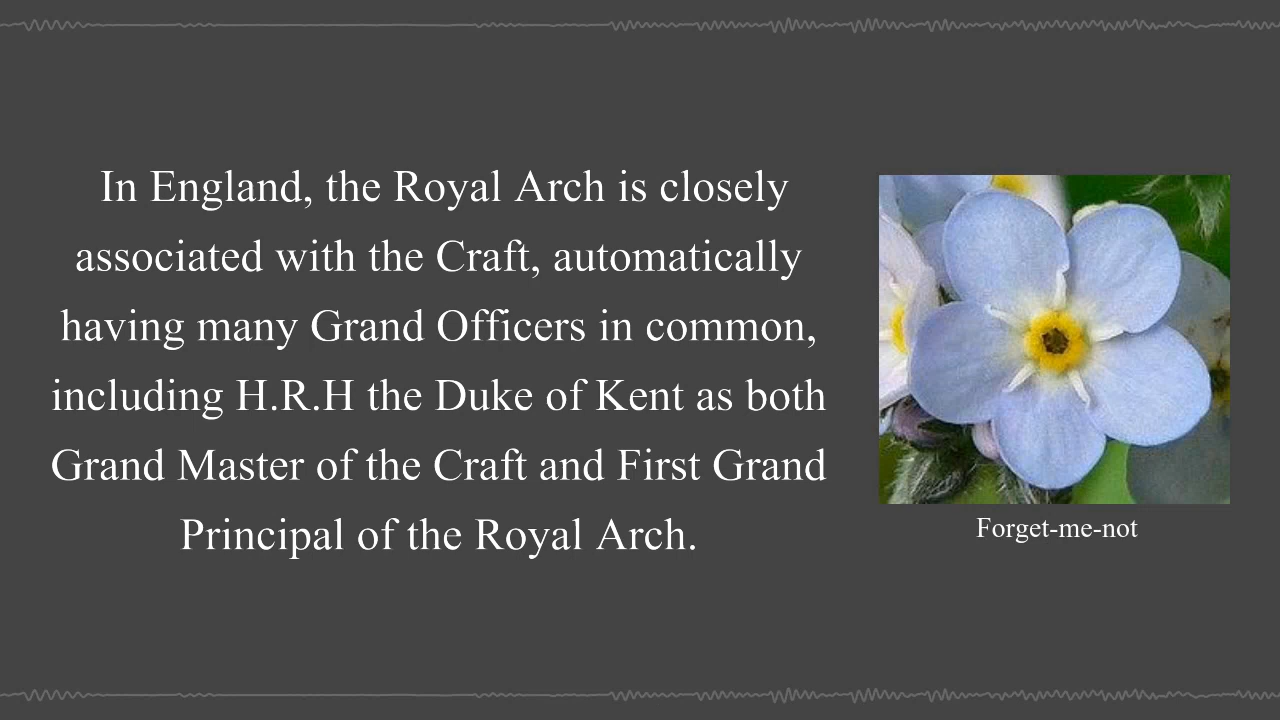 In England, the Royal Arch is closely
associated with the Craft, automatically
having many Grand Officers in common,
including H.R.H the Duke of Kent as both
Grand Master of the Craft and First Grand
Principal of the Royal Arch.
Forget-me-not